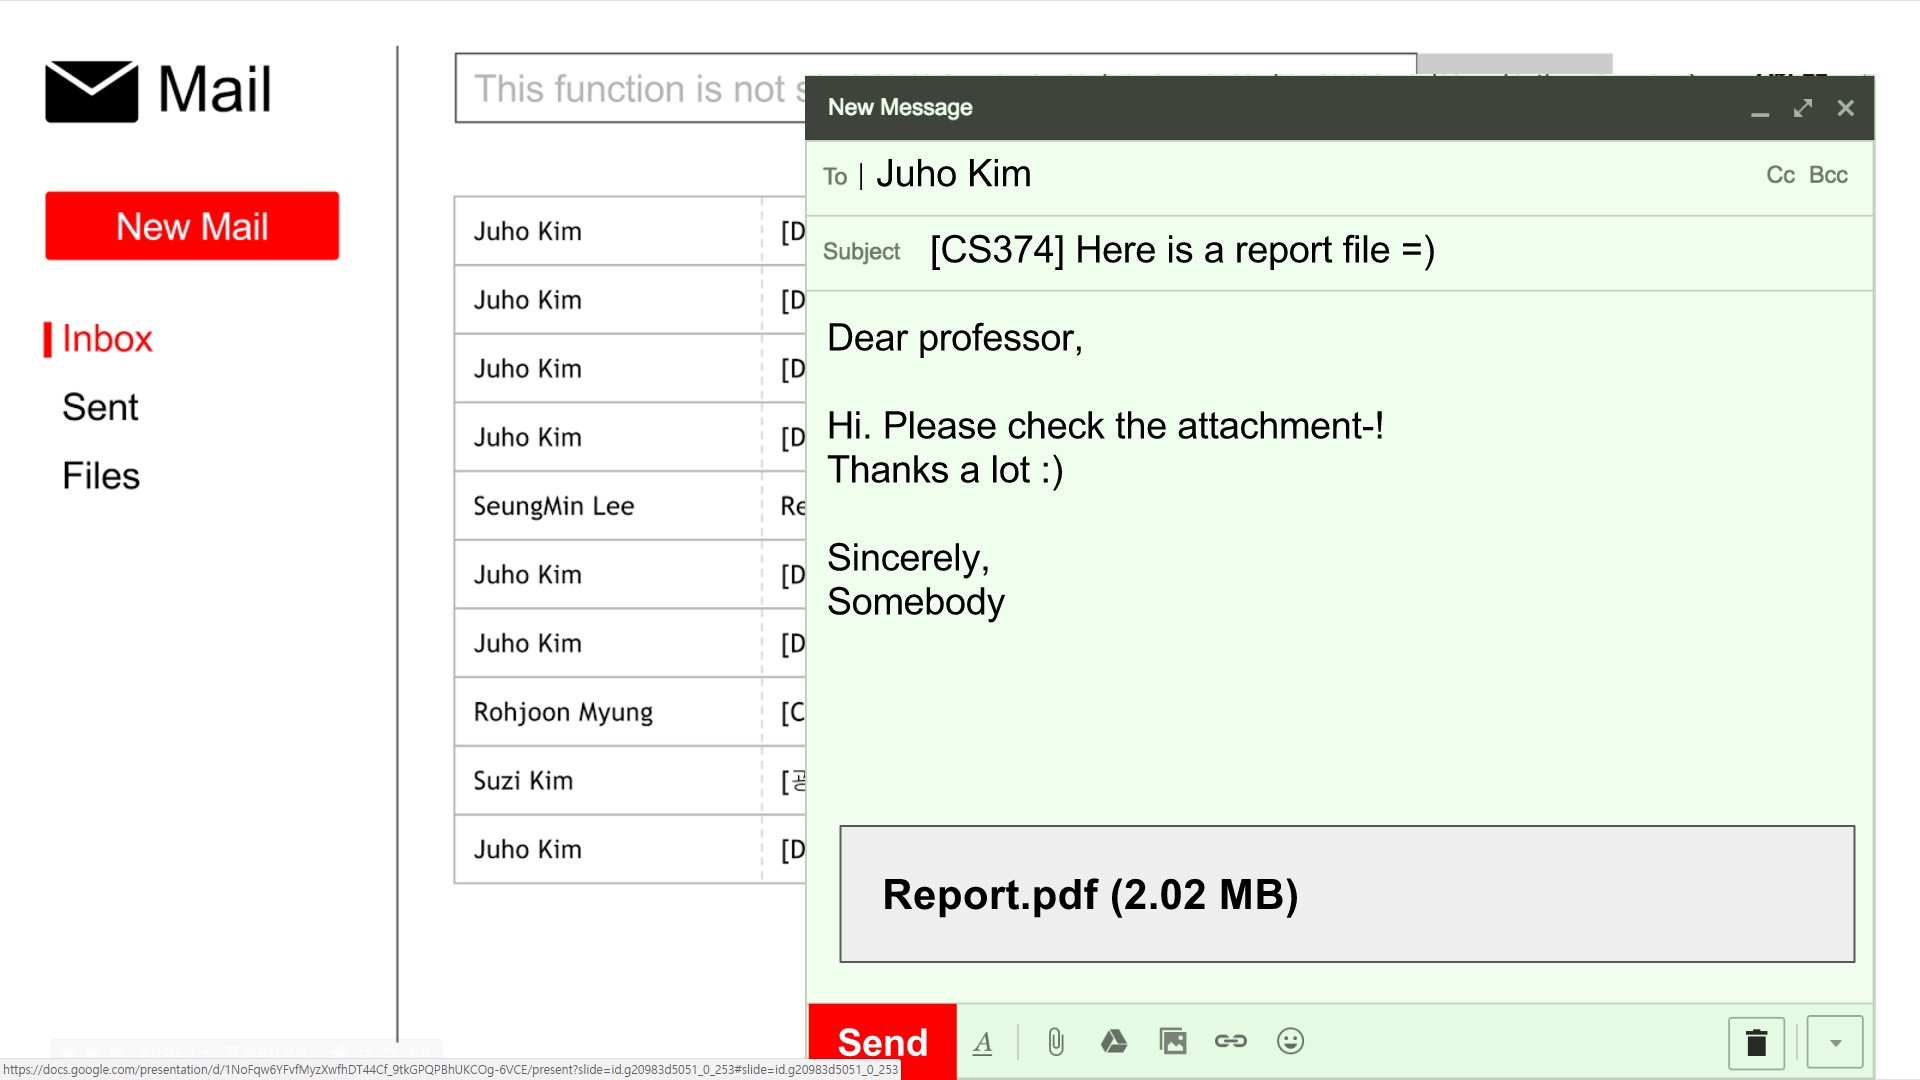 Mail
New Mail
Inbox
Sent
Files
This function is not s
Juho Kim [D
Juho Kim [D
Juho Kim [D
Juho Kim [D
SeungMin Lee Re
Juho Kim [D
Juho Kim [D
Rohjoon Myung [C
Suzi Kim [광
Juho Kim [D
New Message
To | Juho Kim Cc Bcc
Subject [CS374] Here is a report file =)
Dear professor,
Hi. Please check the attachment-!
Thanks a lot :)
Sincerely,
Somebody
Report.pdf (2.02 MB)
Send
https://docs.google.com/presentation/d/1NoFqw6YFvfMyzXwfhDT44Cf_9tkGPQPBhUKCOg-6VCE/present?slide=id.g20983d5051_0_253#slide=id.g20983d5051_0_253